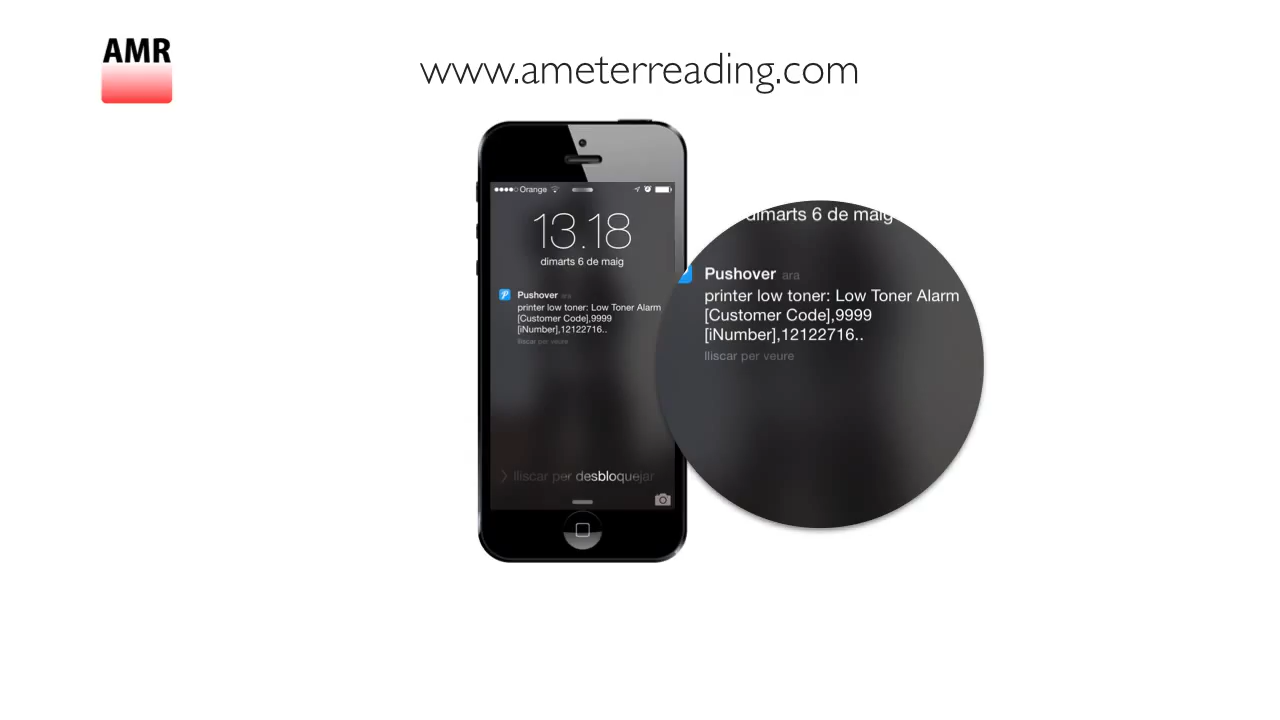 AMR
www.ameterreading.com
Orange
13.18
dimarts 6 de maig
Pushover ara
printer low toner: Low Toner Alarm
[Customer Code],9999
[iNumber],12122716..
lliscar per veure
lliscar per desbloquejar
dimarts 6 de maig
Pushover ara
printer low toner: Low Toner Alarm
[Customer Code],9999
[iNumber],12122716..
lliscar per veure